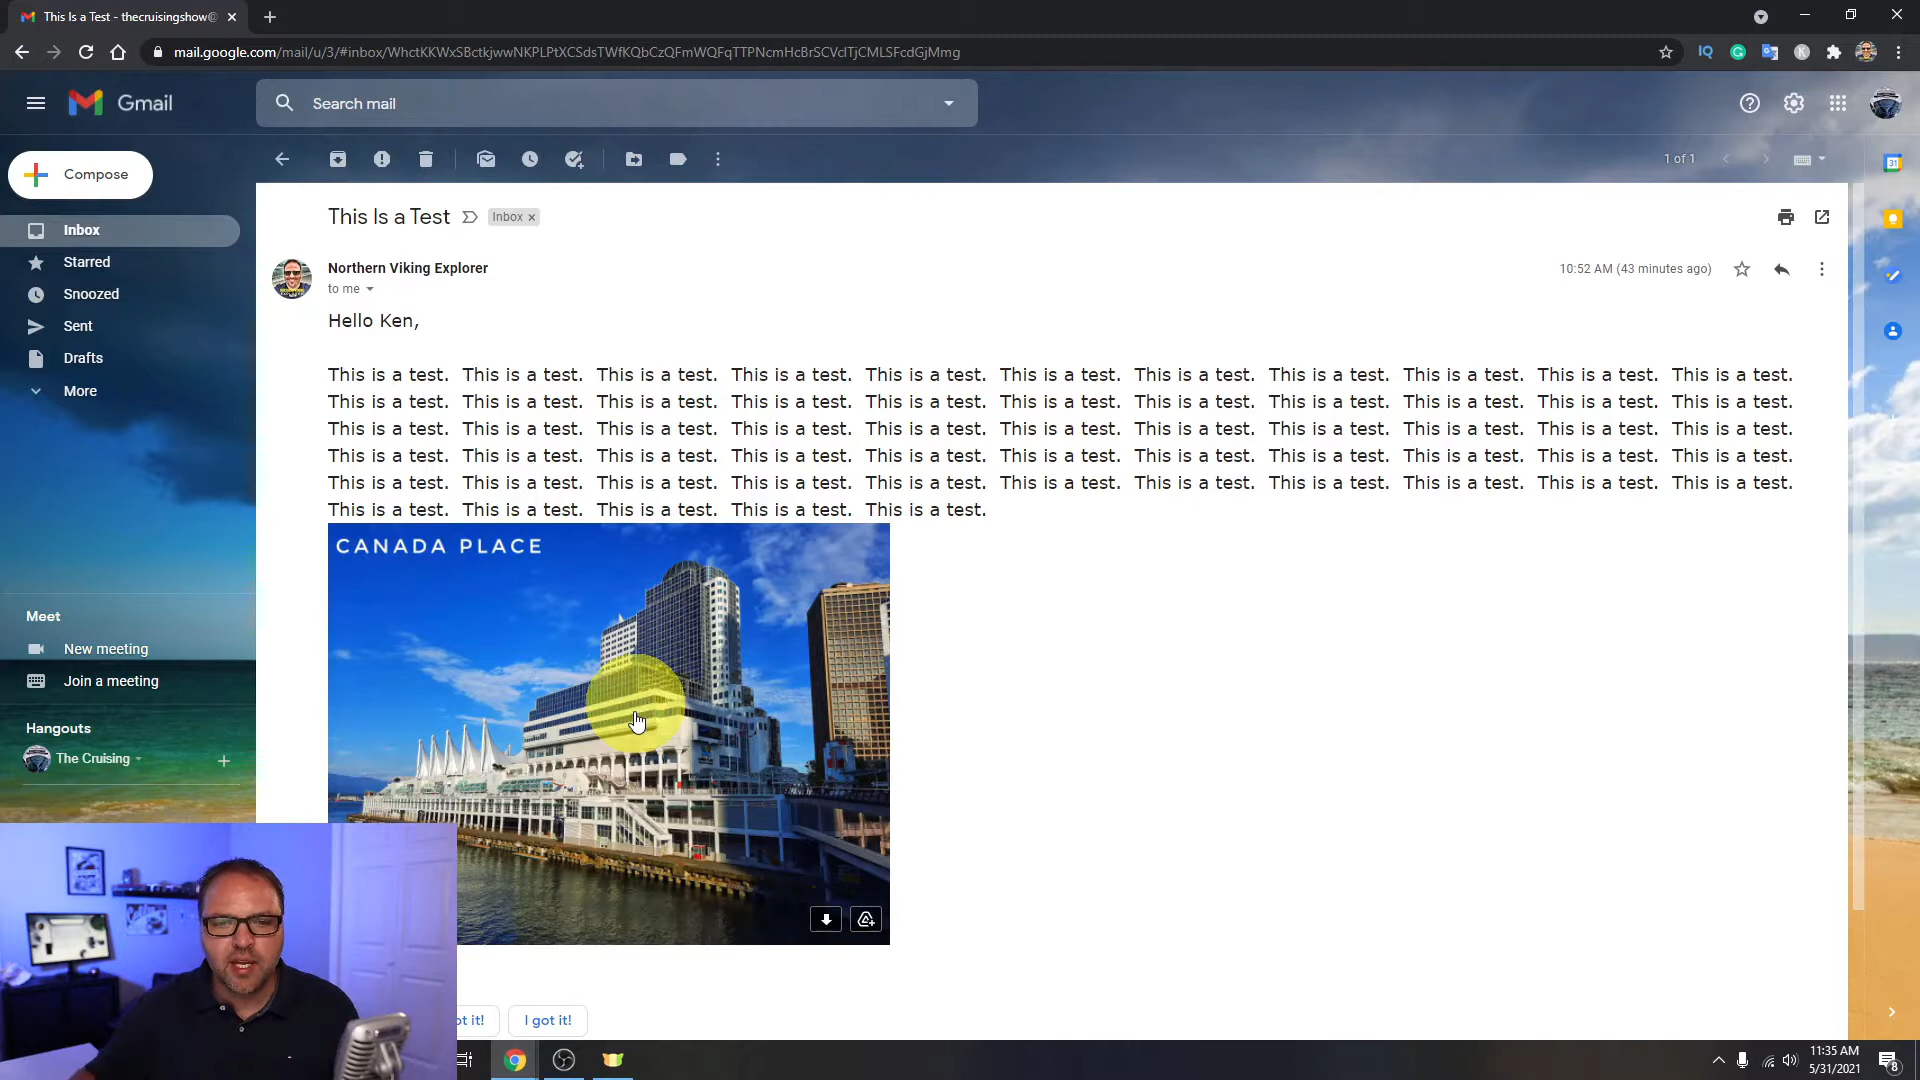 This Is a Test - thecruisingshow@
mail.google.com/mail/u/3/#inbox/WhctKKWxSBctkjwwNKPLPtXCSdsTWfKQbCzQFmWQFqTTPNcmHcBrSCVclTjCMLSFcdGjMmg
Gmail
Search mail
Compose
1 of 1
Inbox
Starred
Snoozed
Sent
Drafts
More
Meet
New meeting
Join a meeting
Hangouts
The Cruising
This Is a Test
Inbox x
Northern Viking Explorer
10:52 AM (43 minutes ago)
to me
Hello Ken,
This is a test. This is a test. This is a test. This is a test. This is a test. This is a test. This is a test. This is a test. This is a test. This is a test. This is a test.
This is a test. This is a test. This is a test. This is a test. This is a test. This is a test. This is a test. This is a test. This is a test. This is a test. This is a test.
This is a test. This is a test. This is a test. This is a test. This is a test. This is a test. This is a test. This is a test. This is a test. This is a test. This is a test.
This is a test. This is a test. This is a test. This is a test. This is a test. This is a test. This is a test. This is a test. This is a test. This is a test. This is a test.
This is a test. This is a test. This is a test. This is a test. This is a test. This is a test. This is a test. This is a test. This is a test. This is a test. This is a test.
This is a test. This is a test. This is a test. This is a test. This is a test.
CANADA PLACE
ot it!
I got it!
31
IQ
K
11:35 AM
5/31/2021
8